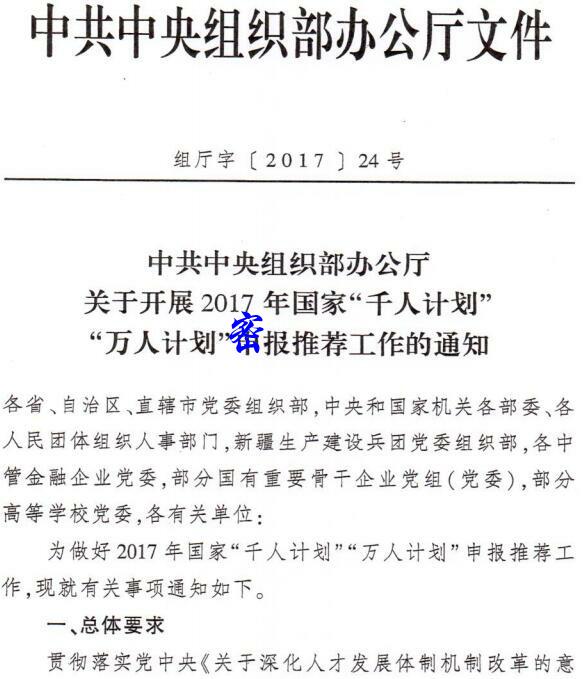 中共中央组织部办公厅文件
组厅字〔2017〕24号
中共中央组织部办公厅
关于开展2017年国家“千人计划”
“万人计划”申报推荐工作的通知
密
各省、自治区、直辖市党委组织部,中央和国家机关各部委、各
人民团体组织人事部门,新疆生产建设兵团党委组织部,各中
管金融企业党委,部分国有重要骨干企业党组(党委),部分
高等学校党委,各有关单位:
为做好2017年国家“千人计划”“万人计划”申报推荐工
作,现就有关事项通知如下。
一、总体要求
贯彻落实党中央《关于深化人才发展体制机制改革的意